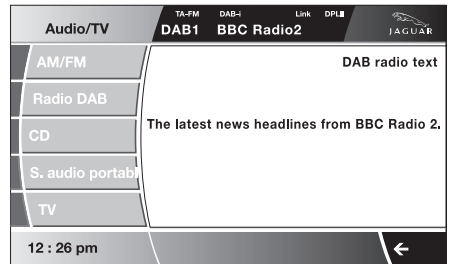 Audio/TV
TA-FM DAB-i Link DPLII
DAB1 BBC Radio2
JAGUAR
AM/FM
DAB radio text
Radio DAB
The latest news headlines from BBC Radio 2.
CD
S. audio portabl
TV
12 : 26 pm